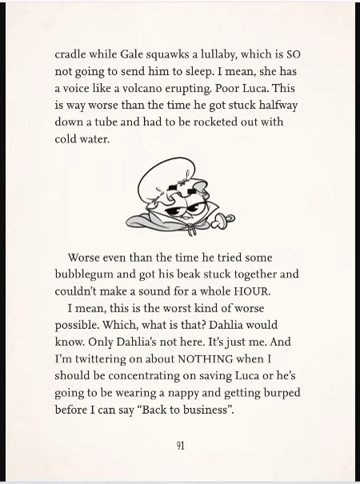 cradle while Gale squawks a lullaby, which is SO
not going to send him to sleep. I mean, she has
a voice like a volcano erupting. Poor Luca. This
is way worse than the time he got stuck halfway
down a tube and had to be rocketed out with
cold water.
Worse even than the time he tried some
bubblegum and got his beak stuck together and
couldn't make a sound for a whole HOUR.
I mean, this is the worst kind of worse
possible. Which, what is that? Dahlia would
know. Only Dahlia's not here. It's just me. And
I'm twittering on about NOTHING when I
should be concentrating on saving Luca or he's
going to be wearing a nappy and getting burped
before I can say "Back to business".
91